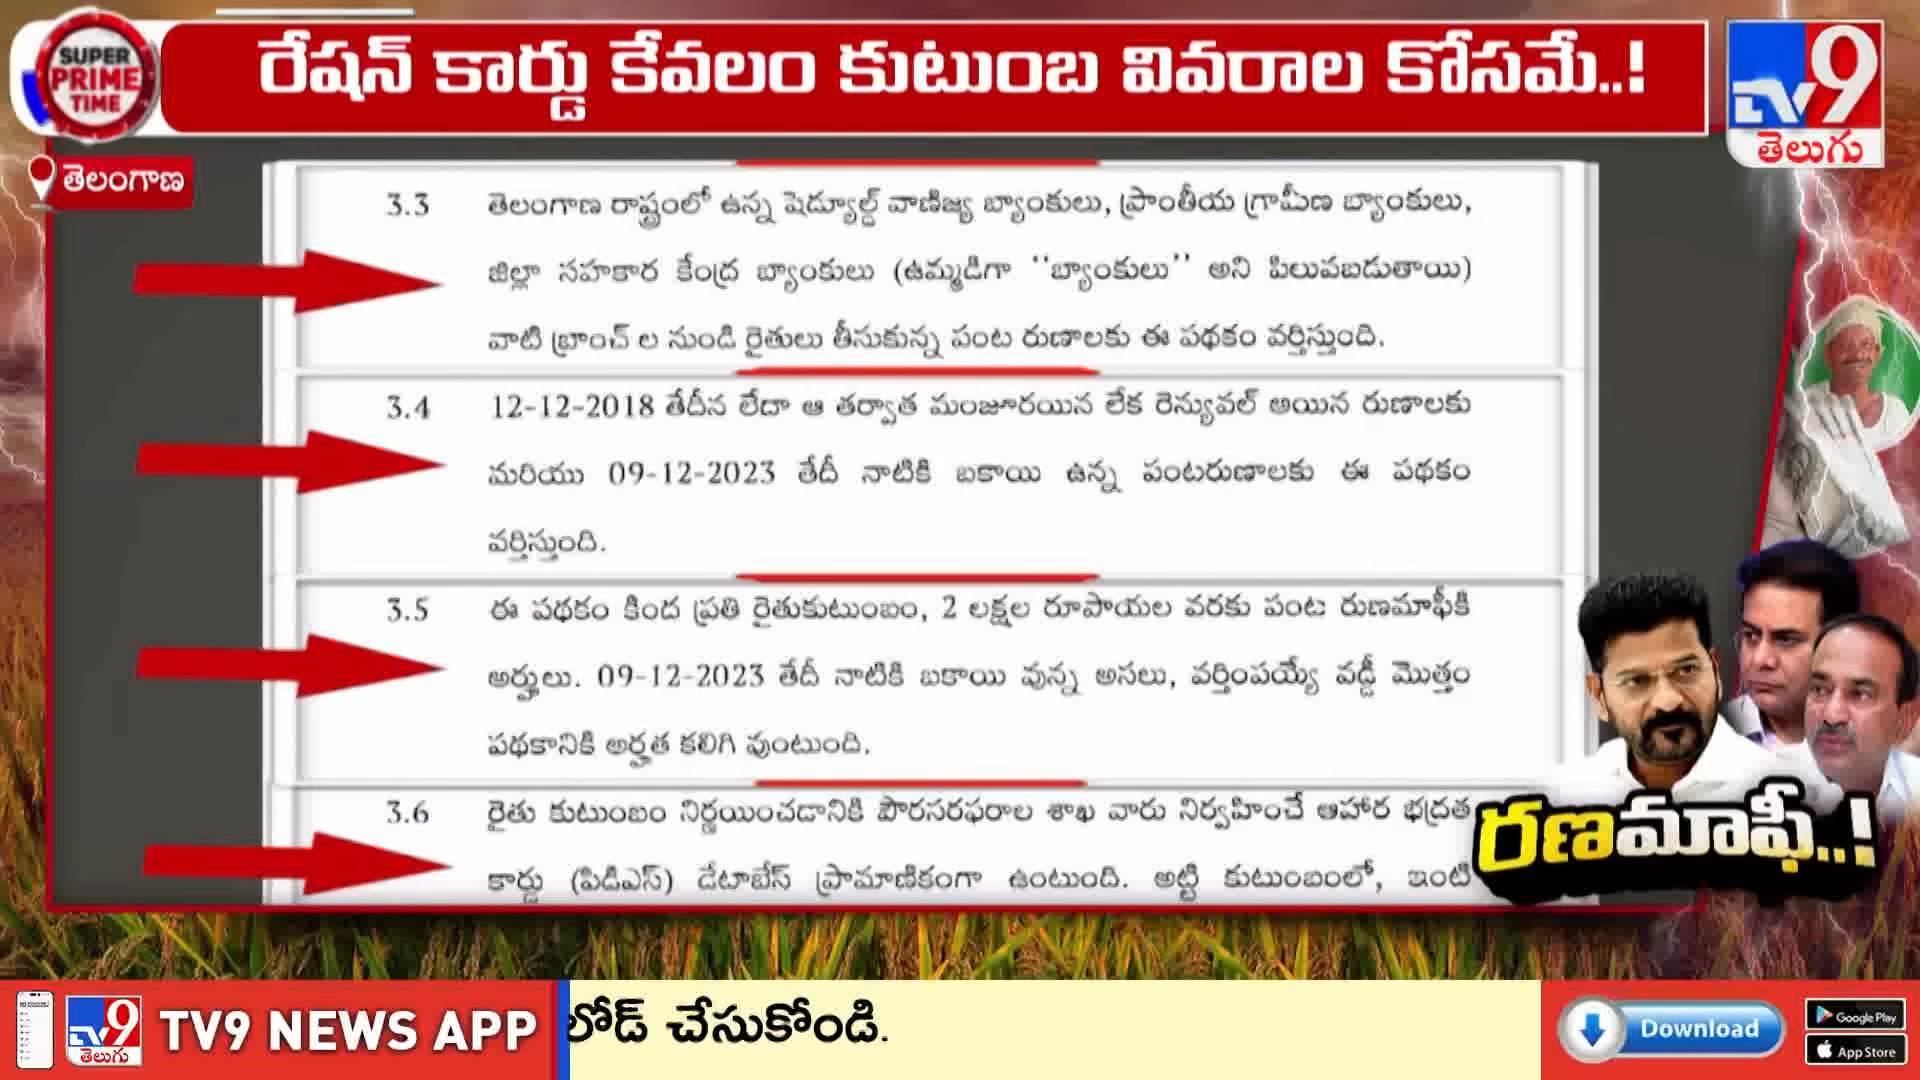 SUPER
PRIME
TIME
రేషన్ కార్డు కేవలం కుటుంబ వివరాల కోసమే..!
TV9
తెలుగు
తెలంగాణ
3.3 తెలంగాణ రాష్ట్రంలో ఉన్న షెడ్యూల్డ్ వాణిజ్య బ్యాంకులు, ప్రాంతీయ గ్రామీణ బ్యాంకులు,
జిల్లా సహకార కేంద్ర బ్యాంకులు (ఉమ్మడిగా ''బ్యాంకులు'' అని పిలువబడుతాయి)
వాటి బ్రాంచ్ ల నుండి రైతులు తీసుకున్న పంట రుణాలకు ఈ పథకం వర్తిస్తుంది.
3.4 12-12-2018 తేదీన లేదా ఆ తర్వాత మంజూరయిన లేక రెన్యువల్ అయిన రుణాలకు
మరియు 09-12-2023 తేదీ నాటికి బకాయి ఉన్న పంటరుణాలకు ఈ పథకం
వర్తిస్తుంది.
3.5 ఈ పథకం కింద ప్రతి రైతుకుటుంబం, 2 లక్షల రూపాయల వరకు పంట రుణమాఫీకి
అర్హులు. 09-12-2023 తేదీ నాటికి బకాయి వున్న అసలు, వర్తింపయ్యే వడ్డీ మొత్తం
పథకానికి అర్హత కలిగి వుంటుంది.
3.6 రైతు కుటుంబం నిర్ణయించడానికి పౌరసరఫరాల శాఖ వారు నిర్వహించే ఆహార భద్రత
కార్డు (పిడిఎస్) డేటాబేస్ ప్రామాణికంగా ఉంటుంది. అట్టి కుటుంబంలో, ఇంటి
రణమాఫీ..!
TV9
తెలుగు
TV9 NEWS APP
లోడ్ చేసుకోండి.
Download
Google Play
App Store